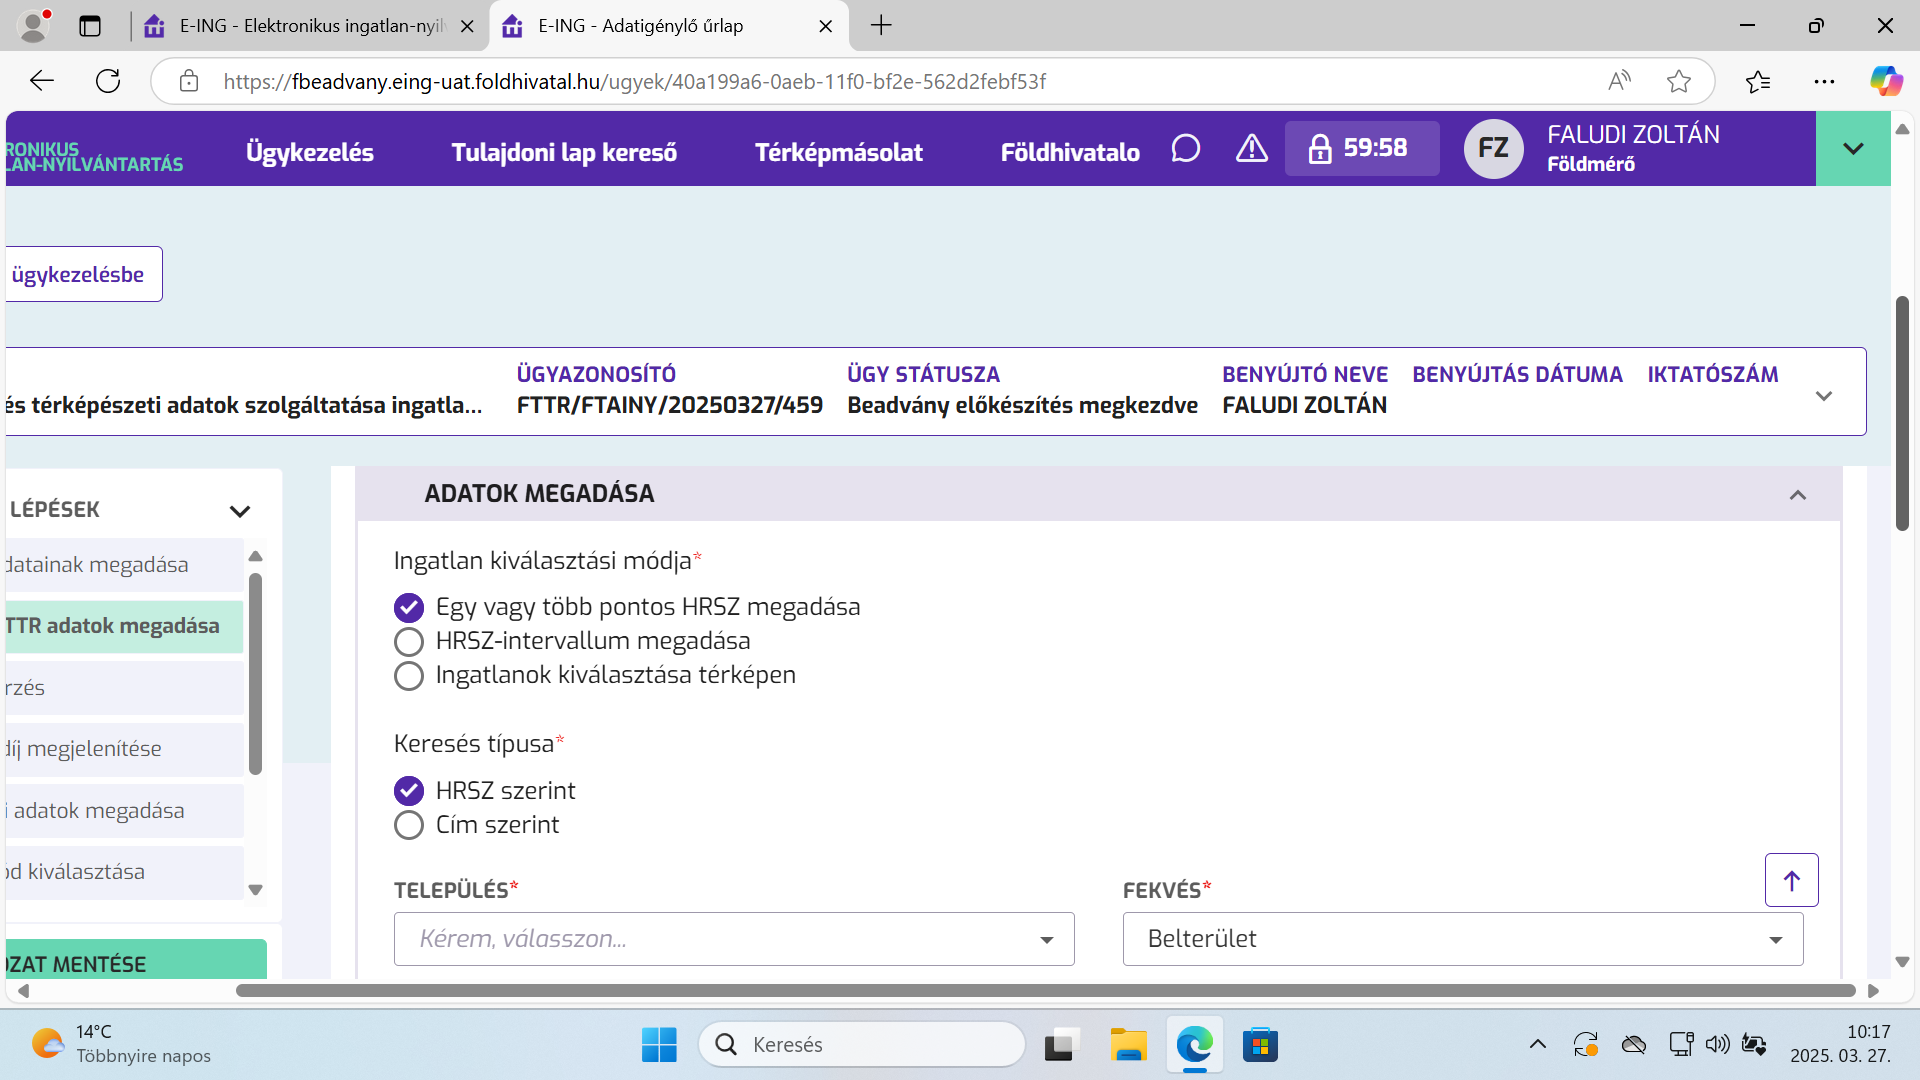 E-ING - Elektronikus ingatlan-nyil
E-ING - Adatigénylő űrlap
https://fbeadvany.eing-uat.foldhivatal.hu/ugyek/40a199a6-0aeb-11f0-bf2e-562d2febf53f
RONIKUS
LAN-NYILVÁNTARTÁS
Ügykezelés
Tulajdoni lap kereső
Térképmásolat
Földhivatalo
59:58
FZ
FALUDI ZOLTÁN
Földmérő
ügykezelésbe
és térképészeti adatok szolgáltatása ingatla...
ÜGYAZONOSÍTÓ
FTTR/FTAINY/20250327/459
ÜGY STÁTUSZA
Beadvány előkészítés megkezdve
BENYÚJTÓ NEVE
FALUDI ZOLTÁN
BENYÚJTÁS DÁTUMA
IKTATÓSZÁM
LÉPÉSEK
datainak megadása
TTR adatok megadása
rzés
díj megjelenítése
i adatok megadása
ód kiválasztása
OZAT MENTÉSE
ADATOK MEGADÁSA
Ingatlan kiválasztási módja*
Egy vagy több pontos HRSZ megadása
HRSZ-intervallum megadása
Ingatlanok kiválasztása térképen
Keresés típusa*
HRSZ szerint
Cím szerint
TELEPÜLÉS*
Kérem, válasszon...
FEKVÉS*
Belterület
14°C
Többnyire napos
Keresés
10:17
2025. 03. 27.